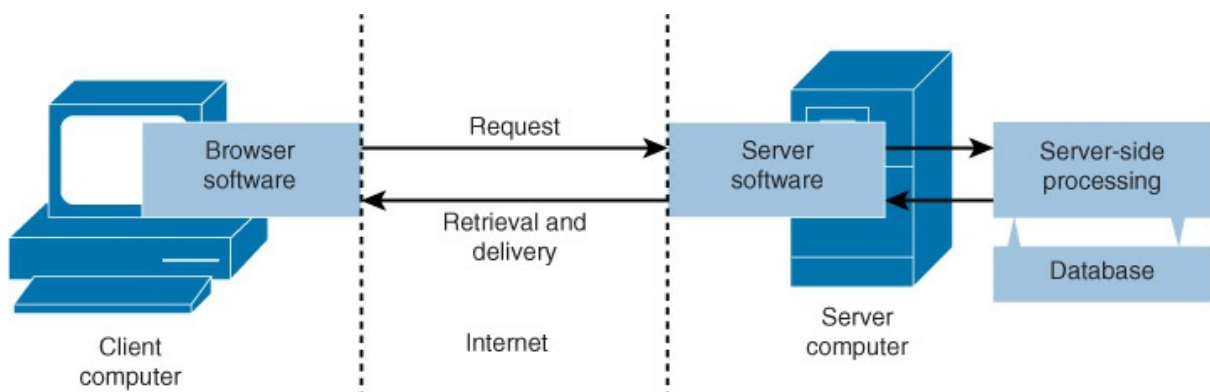 Request
Browser
software
Server
software
Server-side
processing
Retrieval and
delivery
Database
Client
computer
Internet
Server
computer